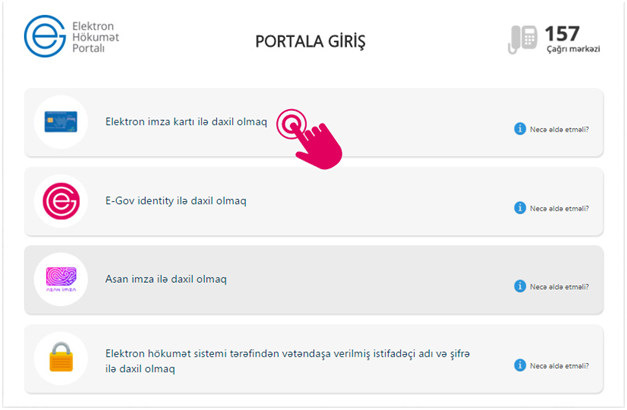 Elektron
Hökumət
Portalı
PORTALA GİRİŞ
157
Çağrı mərkəzi
Elektron imza kartı ilə daxil olmaq
Necə əldə etməli?
E-Gov identity ilə daxil olmaq
Necə əldə etməli?
ASAN İMZA
Asan imza ilə daxil olmaq
Necə əldə etməli?
Elektron hökumət sistemi tərəfindən vətəndaşa verilmiş istifadəçi adı və şifrə
ilə daxil olmaq
Necə əldə etməli?